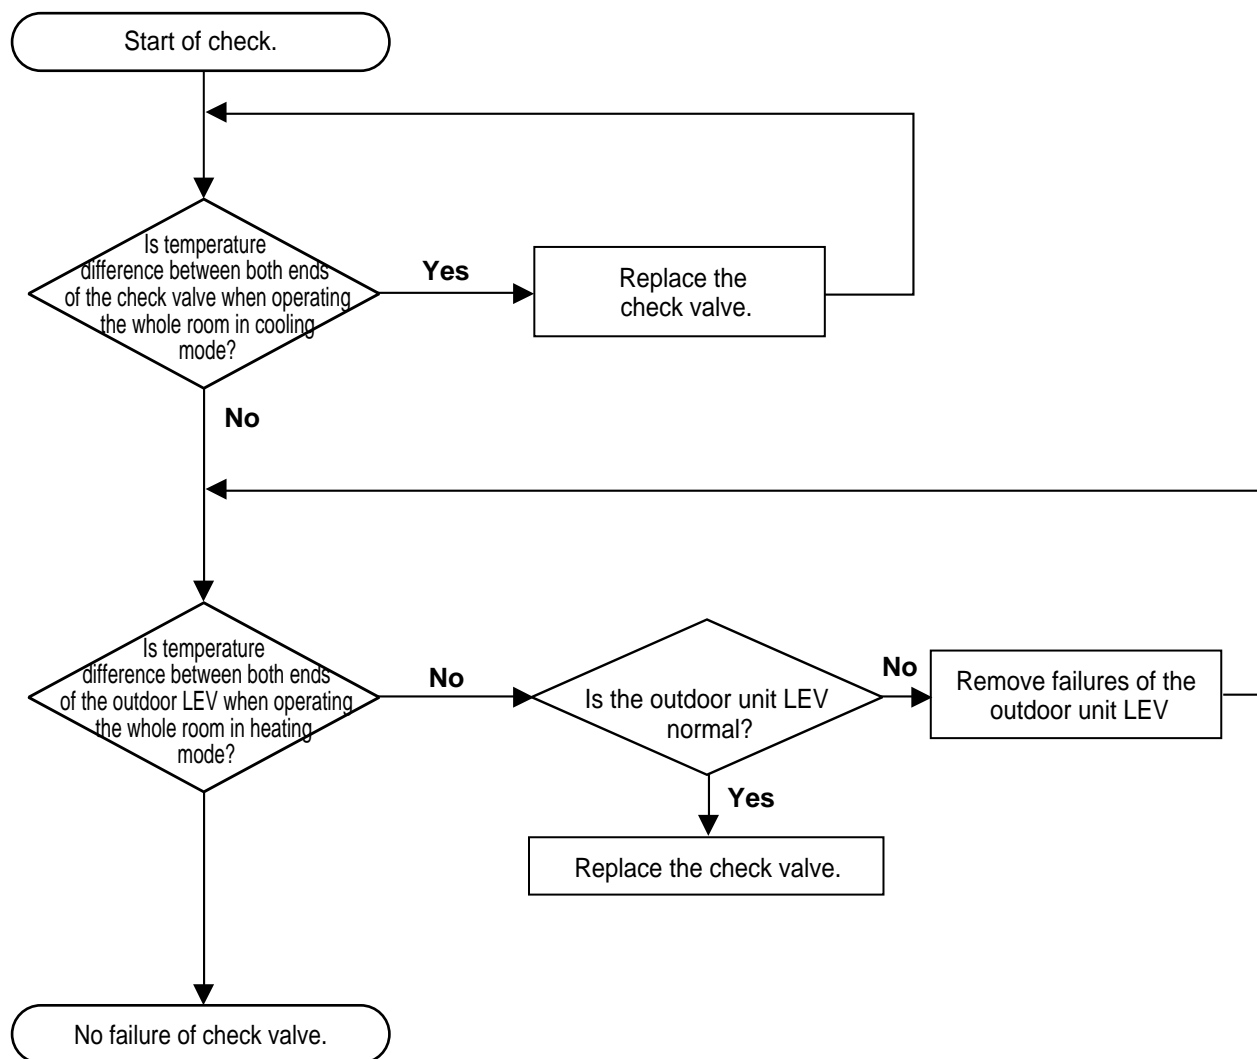 Start of check.
Is temperature
difference between both ends
of the check valve when operating
the whole room in cooling
mode?
Yes
Replace the
check valve.
No
Is temperature
difference between both ends
of the outdoor LEV when operating
the whole room in heating
mode?
No
Is the outdoor unit LEV
normal?
No
Remove failures of the
outdoor unit LEV
Yes
Replace the check valve.
No failure of check valve.